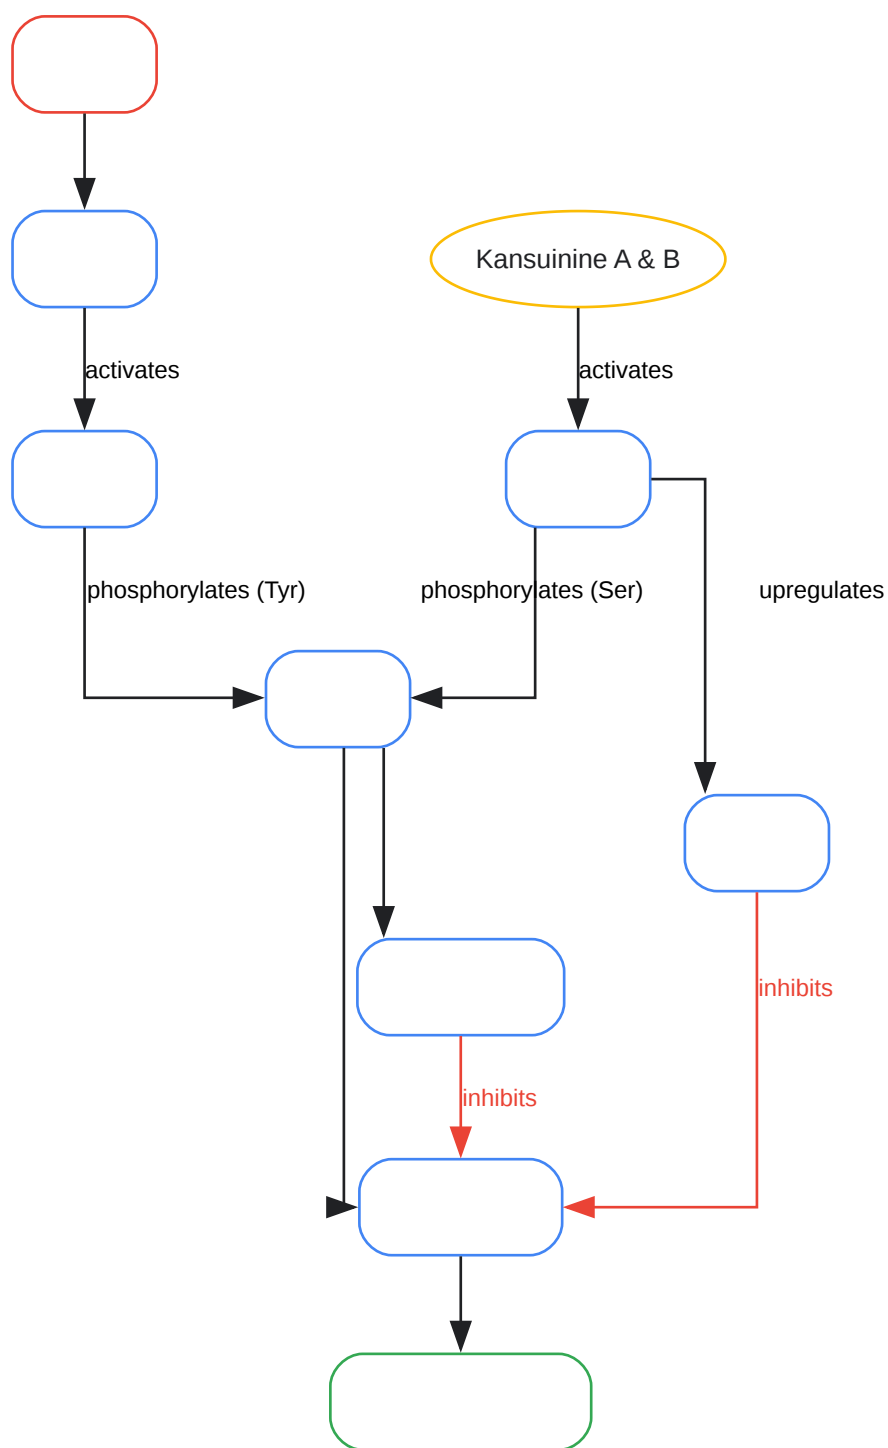 Kansuinine A & B
activates
activates
phosphorylates (Tyr)
phosphorylates (Ser)
upregulates
inhibits
inhibits